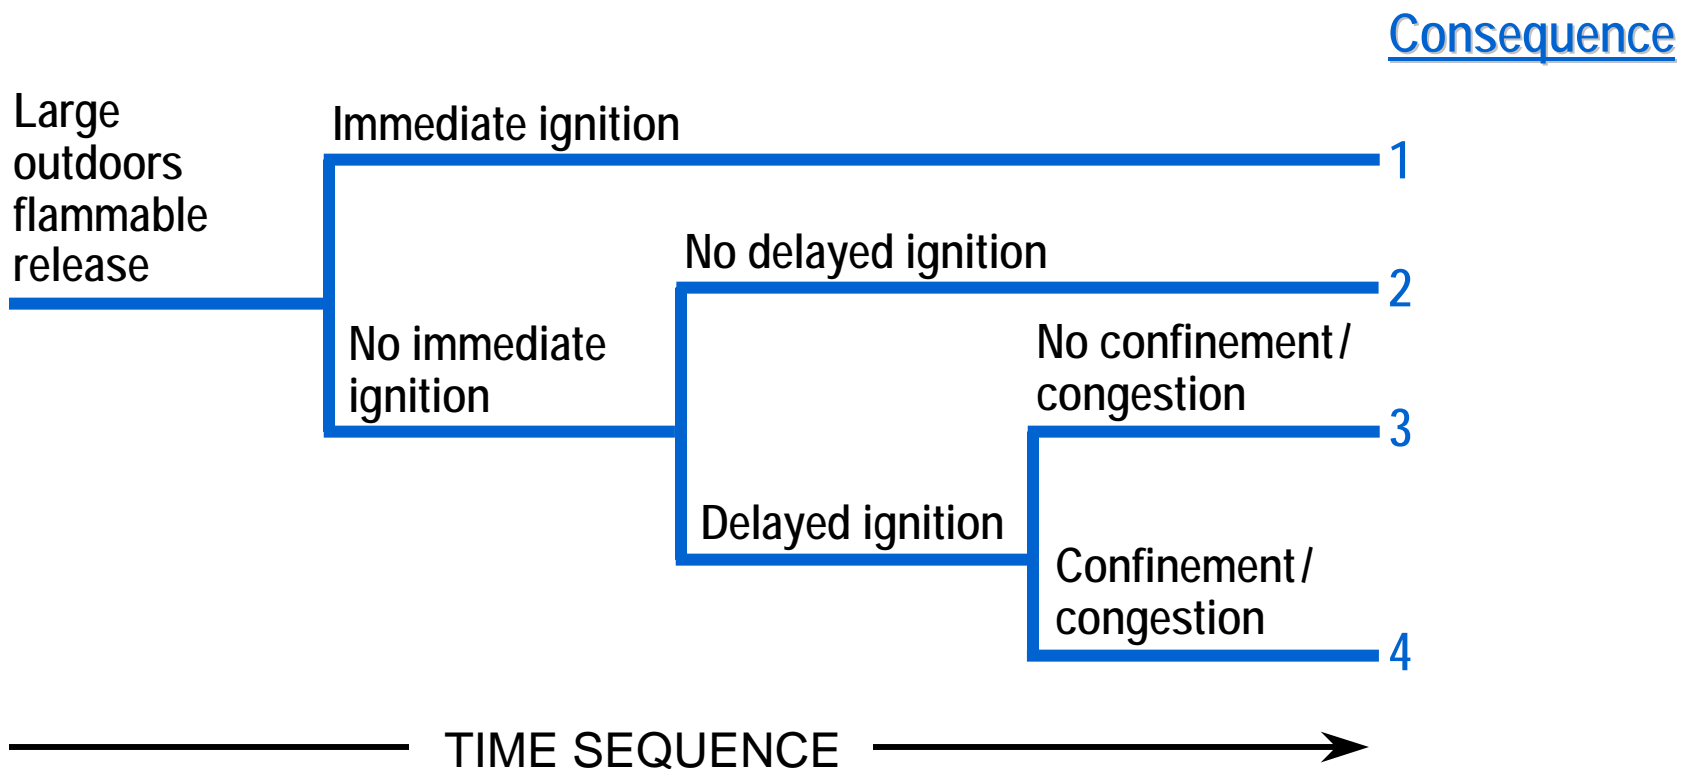 Consequence
Large
outdoors
flammable
release
Immediate ignition
1
No delayed ignition
2
No immediate
ignition
No confinement/
congestion
3
Delayed ignition
Confinement/
congestion
4
TIME SEQUENCE